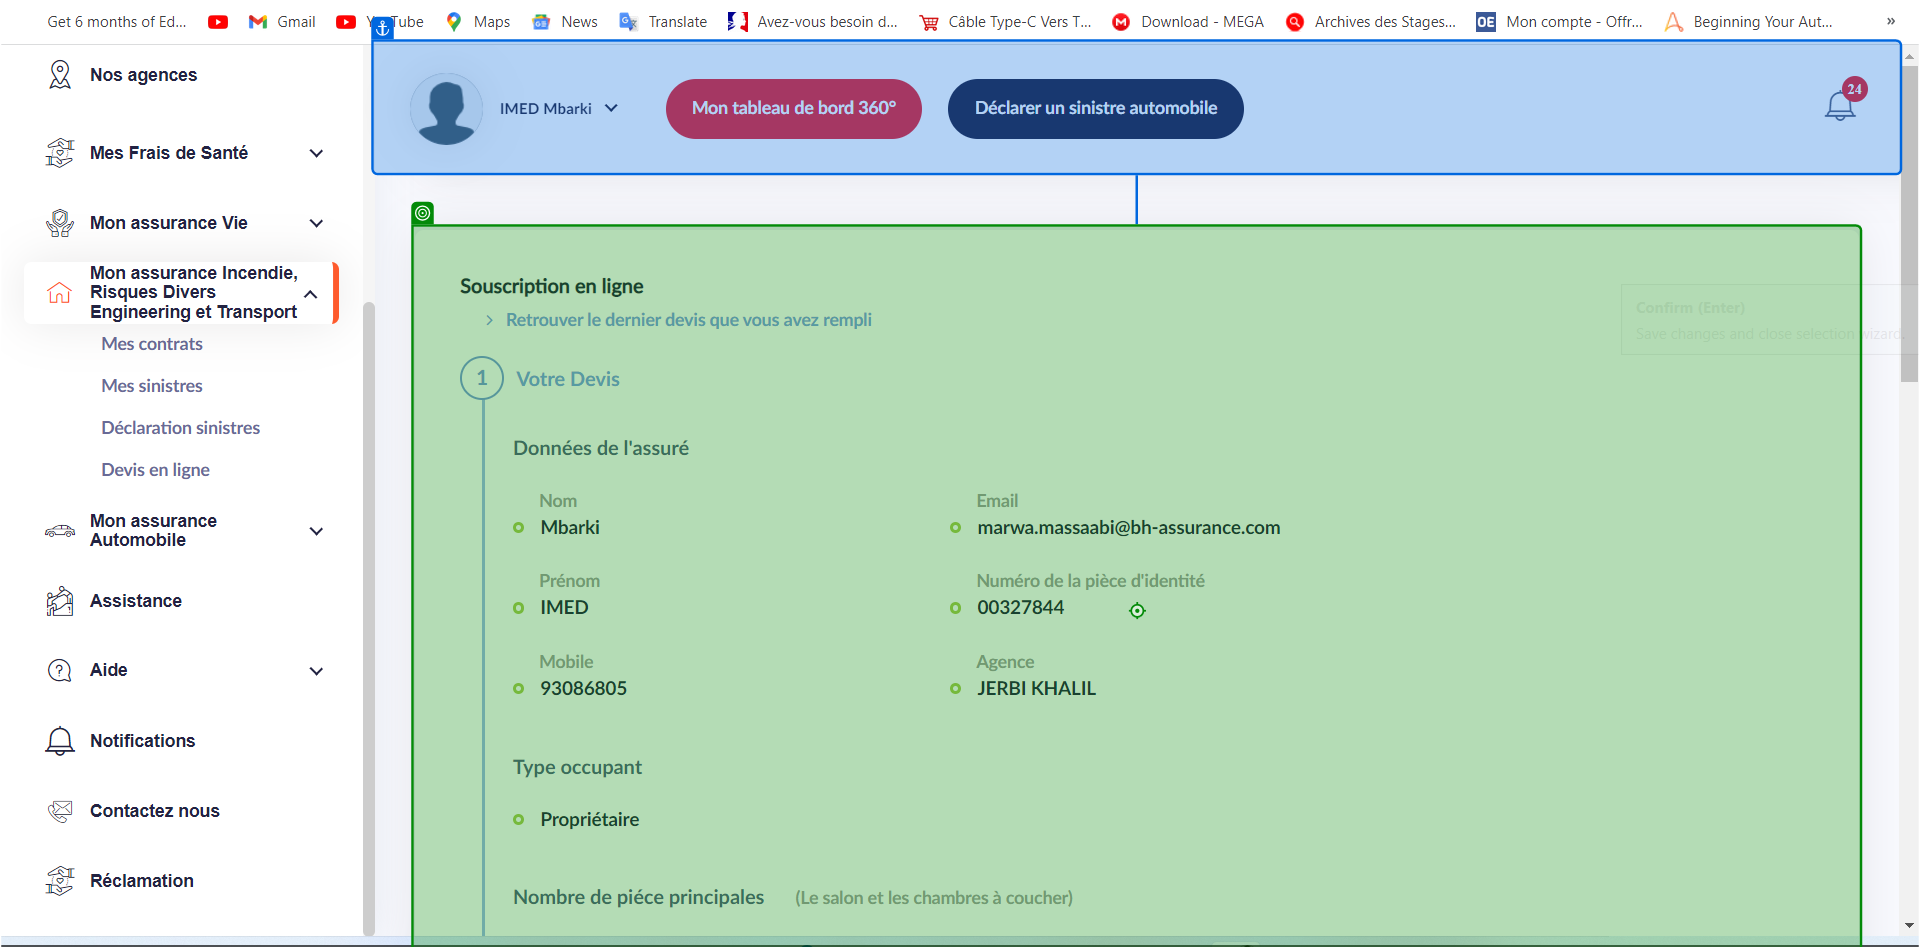 Get 6 months of Ed...
Gmail
YouTube
Maps
News
Translate
Avez-vous besoin d...
Câble Type-C Vers T...
Download - MEGA
Archives des Stages...
OE Mon compte - Offr...
Beginning Your Aut...
»
Nos agences
Mes Frais de Santé
Mon assurance Vie
Mon assurance Incendie,
Risques Divers
Engineering et Transport
Mes contrats
Mes sinistres
Déclaration sinistres
Devis en ligne
Mon assurance
Automobile
Assistance
Aide
Notifications
Contactez nous
Réclamation
IMED Mbarki
Mon tableau de bord 360°
Déclarer un sinistre automobile
24
Souscription en ligne
Retrouver le dernier devis que vous avez rempli
Confirm (Enter)
Save changes and close selection wizard.
1 Votre Devis
Données de l'assuré
Nom
Mbarki
Email
marwa.massaabi@bh-assurance.com
Prénom
IMED
Numéro de la pièce d'identité
00327844
Mobile
93086805
Agence
JERBI KHALIL
Type occupant
Propriétaire
Nombre de piéce principales (Le salon et les chambres à coucher)